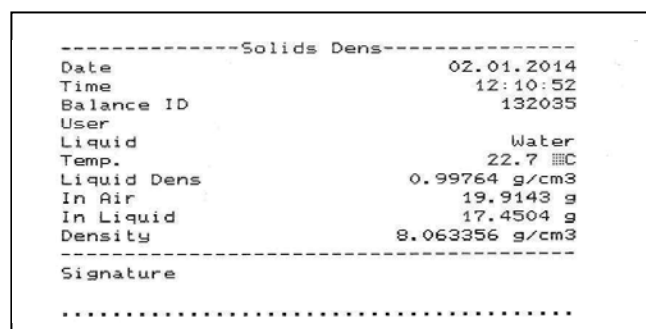 --------------Solids Dens---------------
Date 02.01.2014
Time 12:10:52
Balance ID 132035
User
Liquid Water
Temp. 22.7 ▦C
Liquid Dens 0.99764 g/cm3
In Air 19.9143 g
In Liquid 17.4504 g
Density 8.063356 g/cm3
----------------------------------------
Signature
........................................